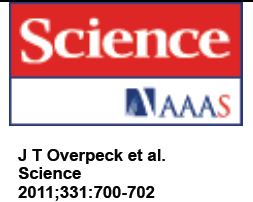 Science
AAAS
J T Overpeck et al.
Science
2011;331:700-702